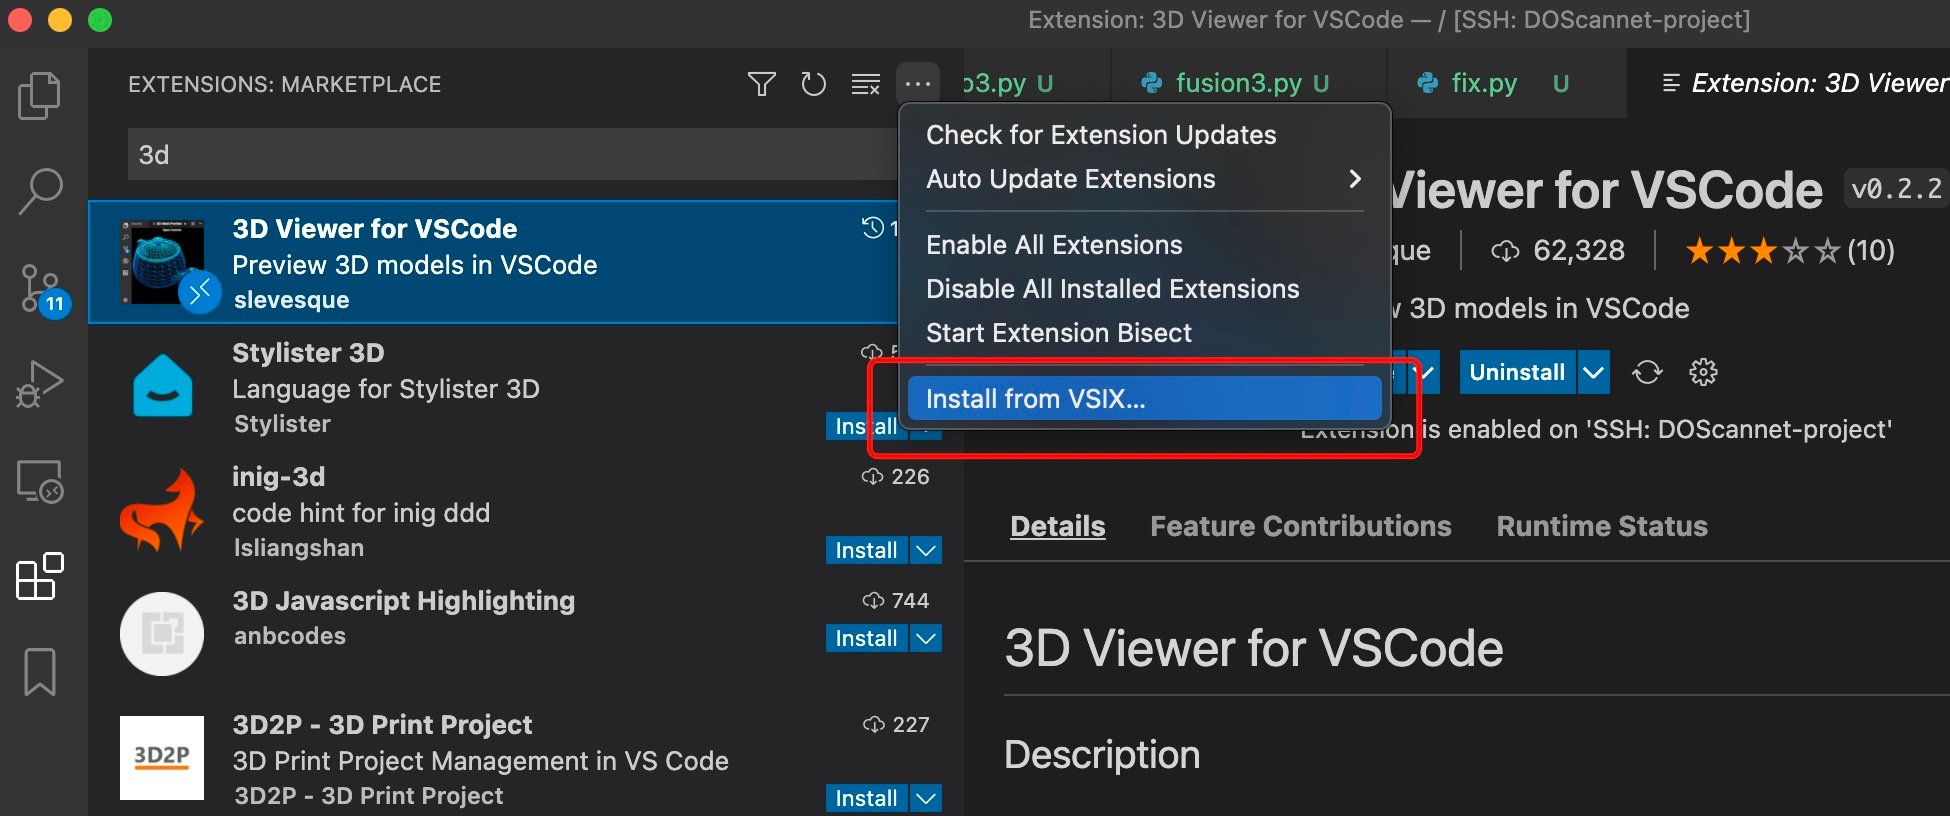 Extension: 3D Viewer for VSCode — / [SSH: DOScannet-project]
EXTENSIONS: MARKETPLACE
3d
3D Viewer for VSCode
Preview 3D models in VSCode
slevesque
Stylister 3D
Language for Stylister 3D
Stylister
Install
inig-3d
226
code hint for inig ddd
lsliangshan
Install
3D Javascript Highlighting
744
anbcodes
Install
3D2P
3D2P - 3D Print Project
227
3D Print Project Management in VS Code
3D2P - 3D Print Project
Install
11
Check for Extension Updates
Auto Update Extensions
Enable All Extensions
Disable All Installed Extensions
Start Extension Bisect
Install from VSIX...
o3.py U
fusion3.py U
fix.py U
Extension: 3D Viewer
Viewer for VSCode v0.2.2
que 62,328 (10)
w 3D models in VSCode
Uninstall
Extension is enabled on 'SSH: DOScannet-project'
Details Feature Contributions Runtime Status
3D Viewer for VSCode
Description